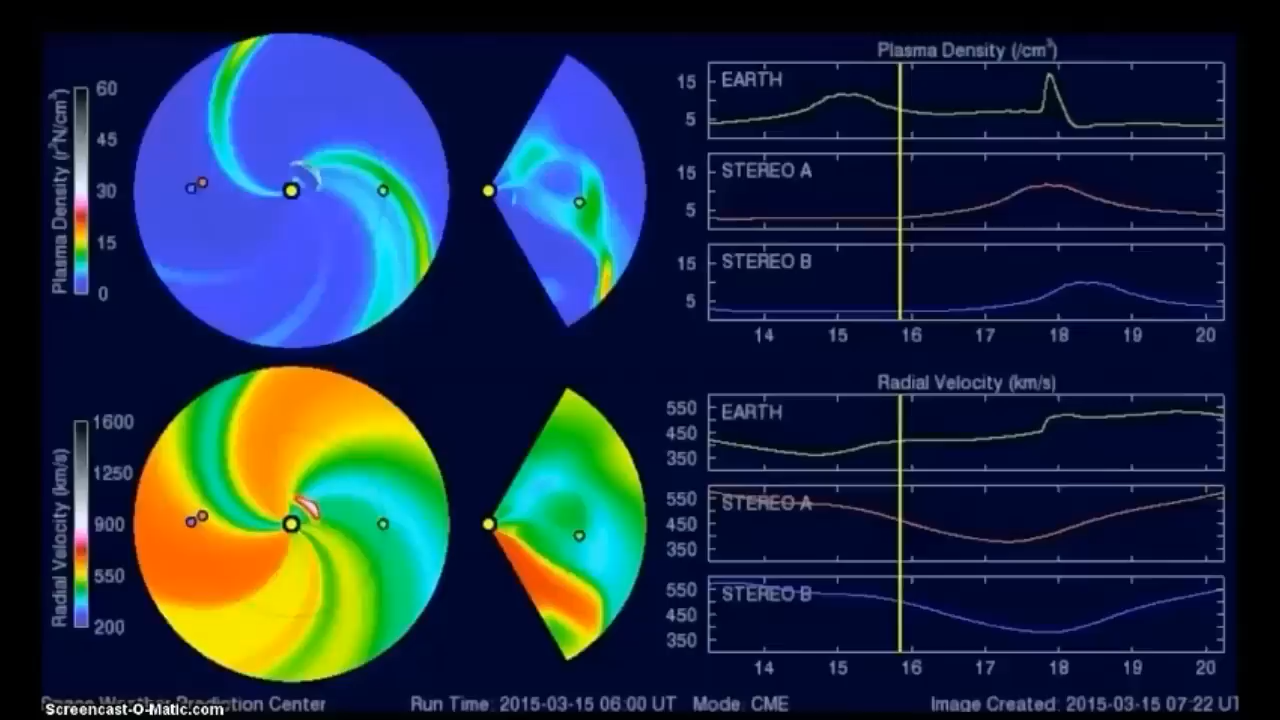 Plasma Density (r²N/cm³)
60
45
30
15
0
Plasma Density (/cm³)
EARTH
15
5
STEREO A
15
5
STEREO B
15
5
14 15 16 17 18 19 20
Radial Velocity (km/s)
1600
1250
900
550
200
Radial Velocity (km/s)
EARTH
550
450
350
STEREO A
550
450
350
STEREO B
550
450
350
14 15 16 17 18 19 20
Space Weather Prediction Center Run Time: 2015-03-15 06:00 UT Mode: CME Image Created: 2015-03-15 07:22 UT
Screencast-O-Matic.com